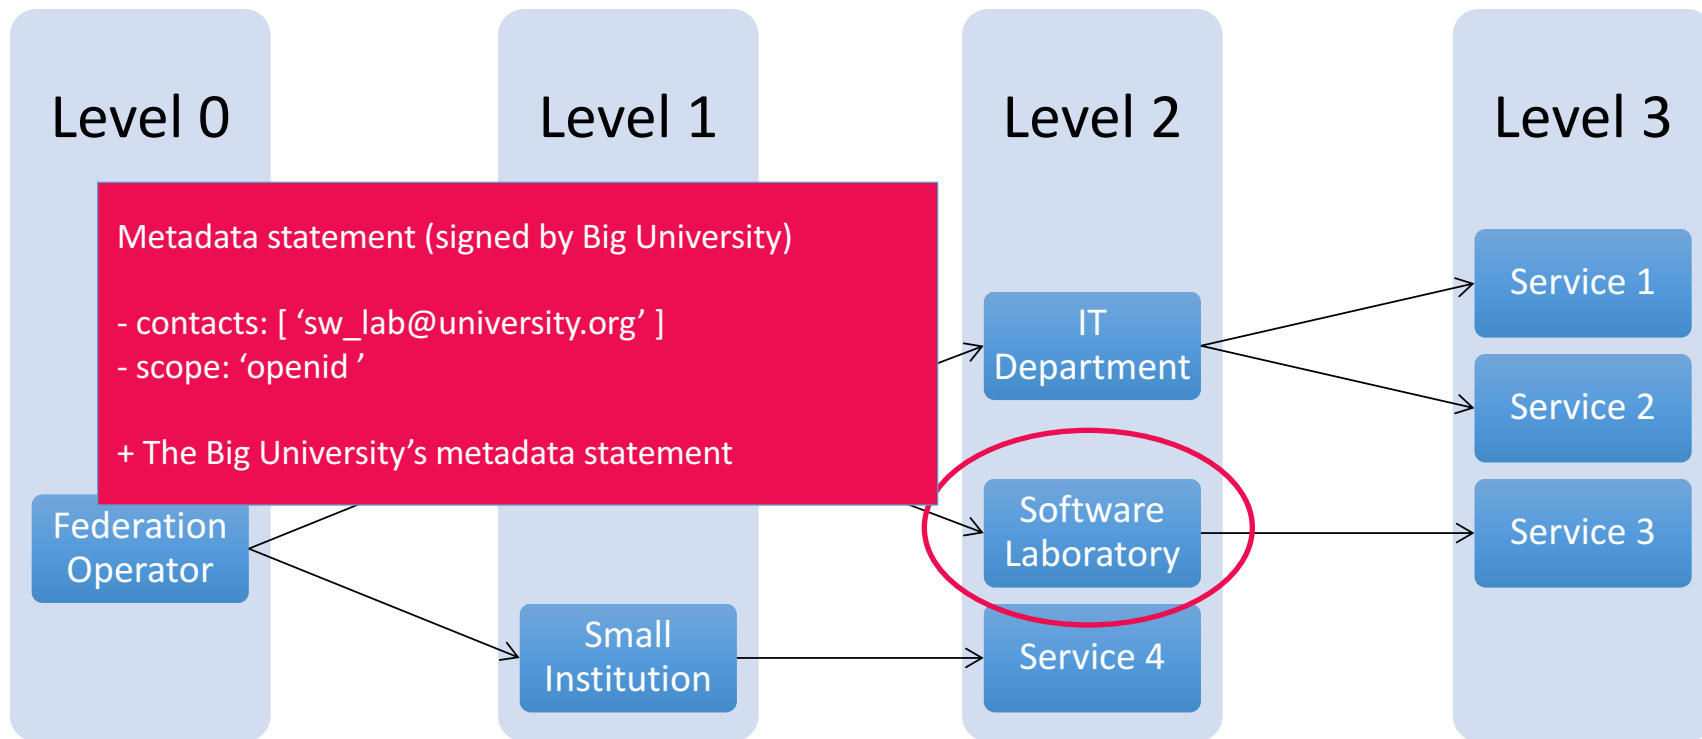 Level 0
Level 1
Level 2
Level 3
Metadata statement (signed by Big University)
- contacts: [ ‘sw_lab@university.org’ ]
- scope: ‘openid ’
+ The Big University’s metadata statement
Federation
Operator
Small
Institution
IT
Department
Software
Laboratory
Service 4
Service 1
Service 2
Service 3